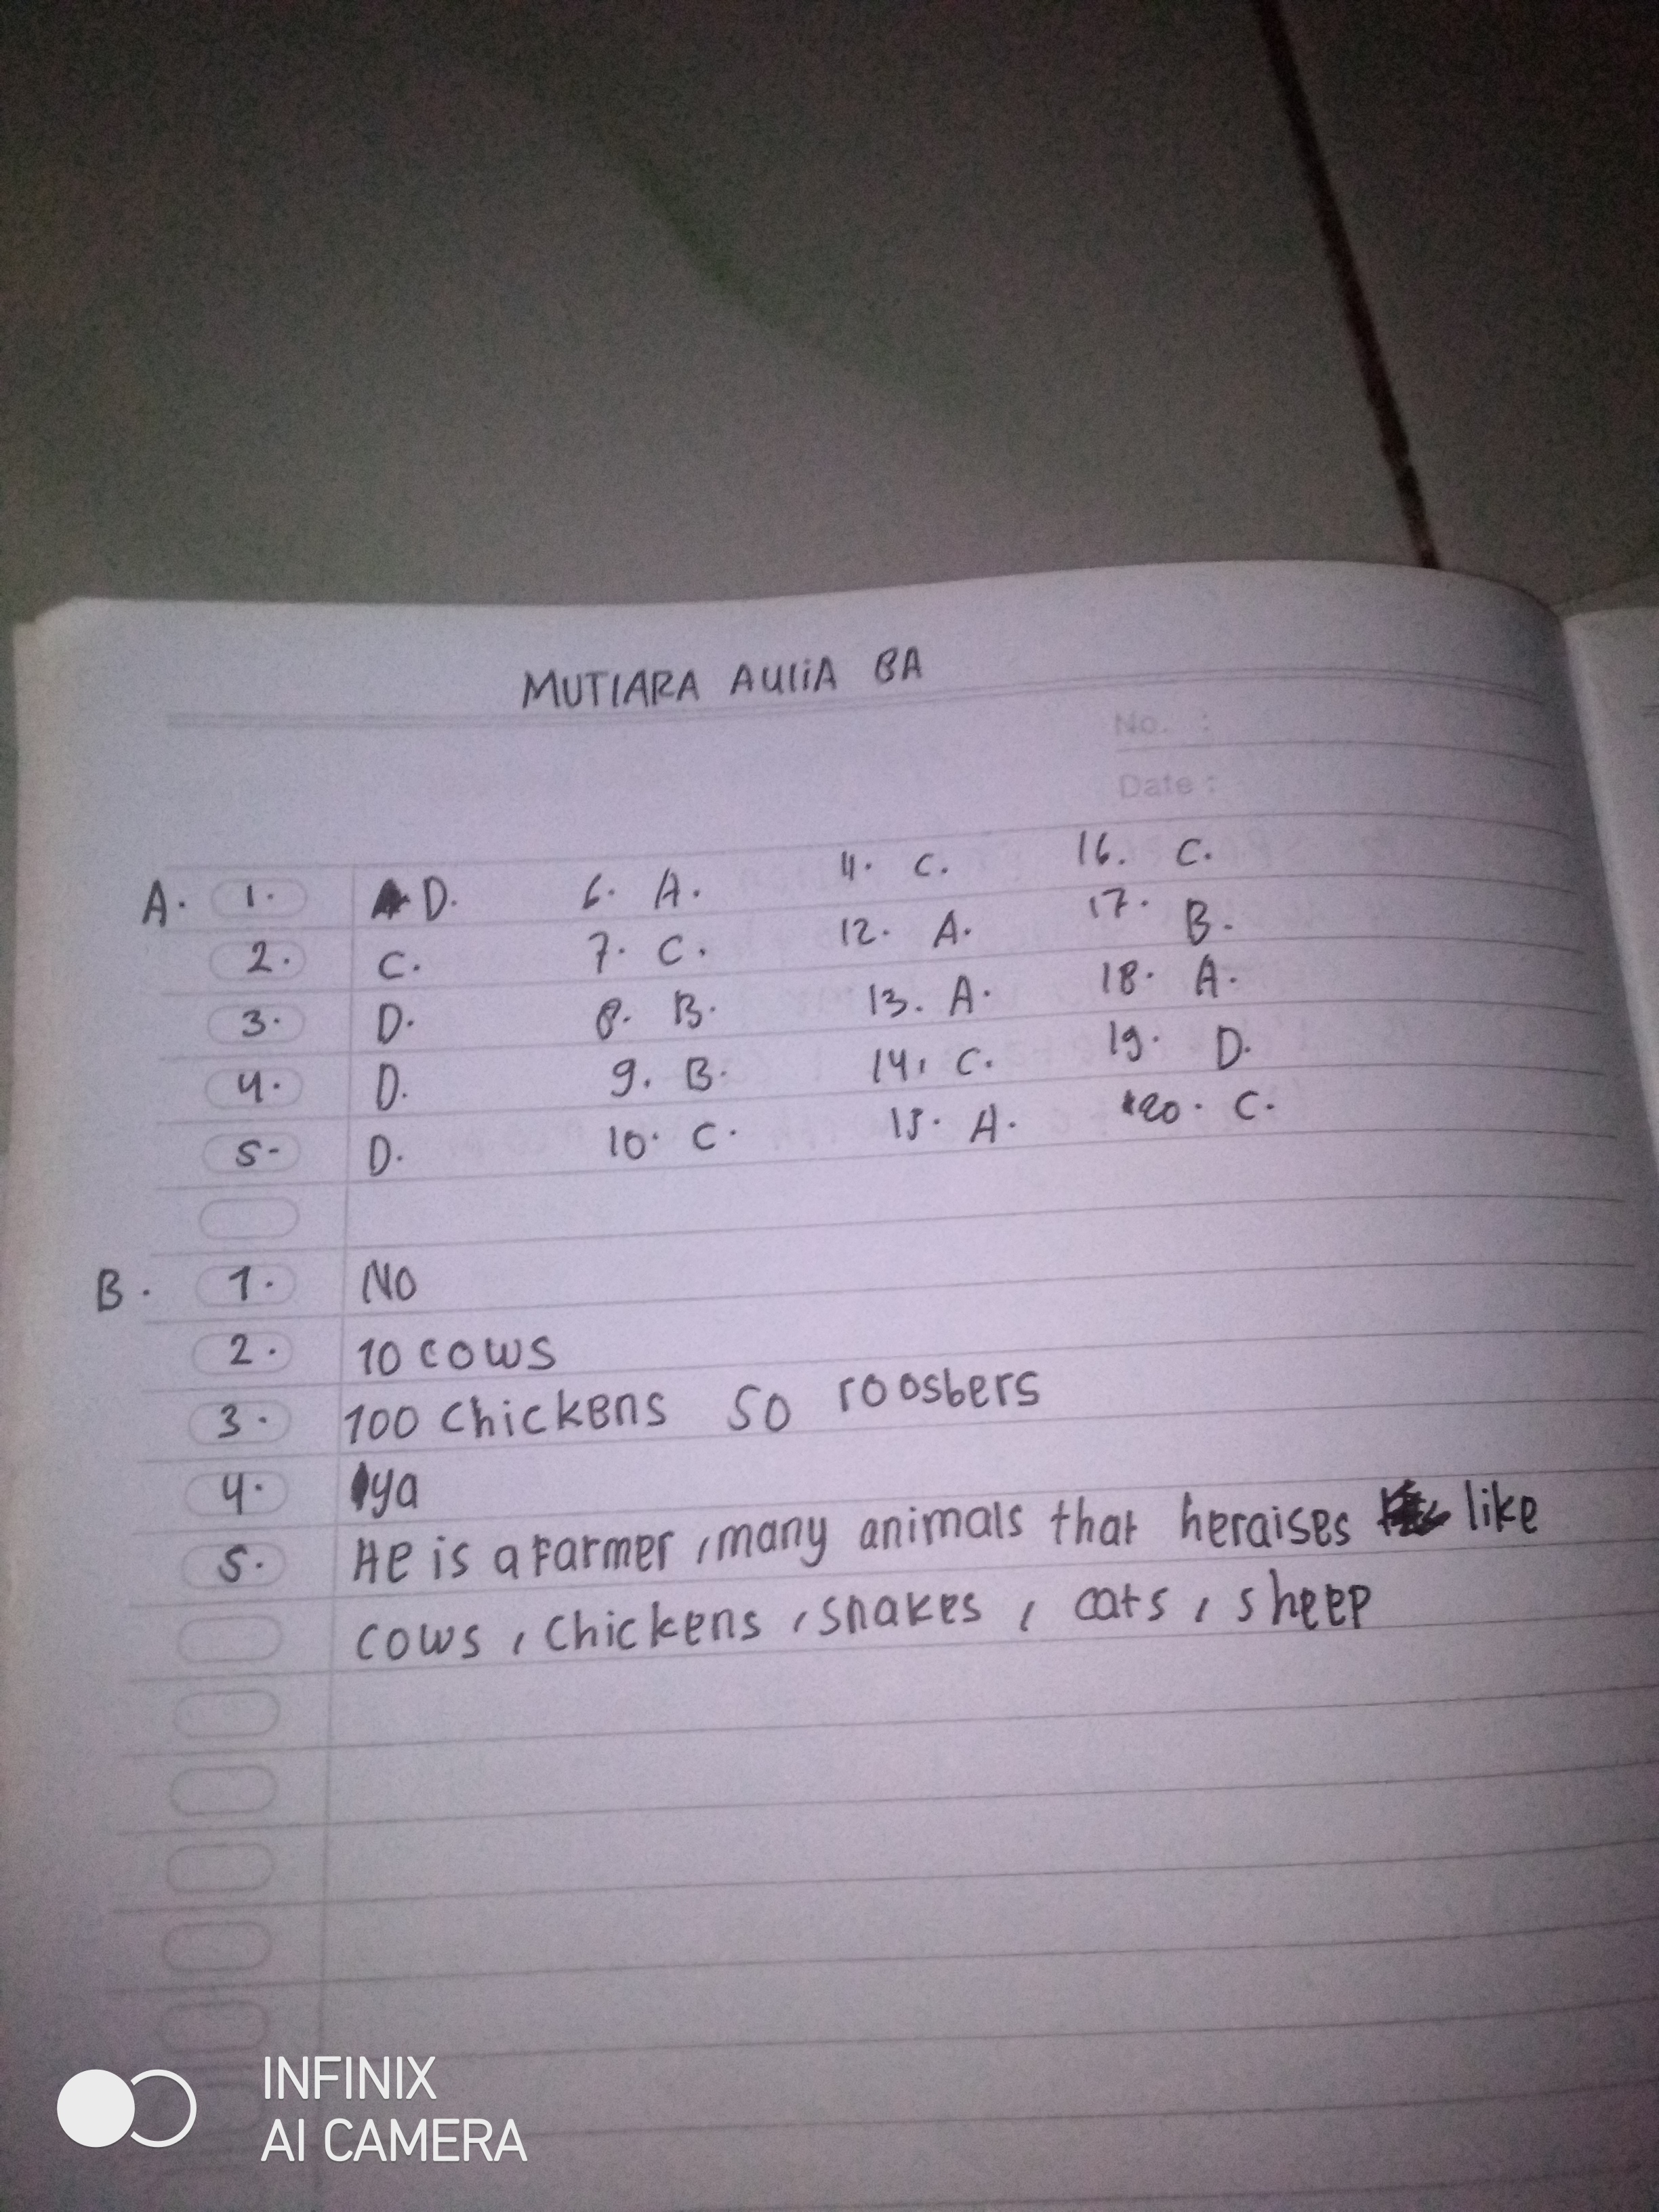 MUTIARA AULIA BA
No. :
Date :
A. 1. D. 6. A. 11. C. 16. C.
2. C. 7. C. 12. A. 17. B.
3. D. 8. B. 13. A. 18. A.
4. D. 9. B. 14. C. 19. D.
5. D. 10. C. 15. A. 20. C.
B. 1. NO
2. 10 cows
3. 100 chickens 50 roosters
4. ya
5. He is a Farmer, many animals that heraises like
cows, chickens, snakes, cats, sheep
INFINIX
AI CAMERA